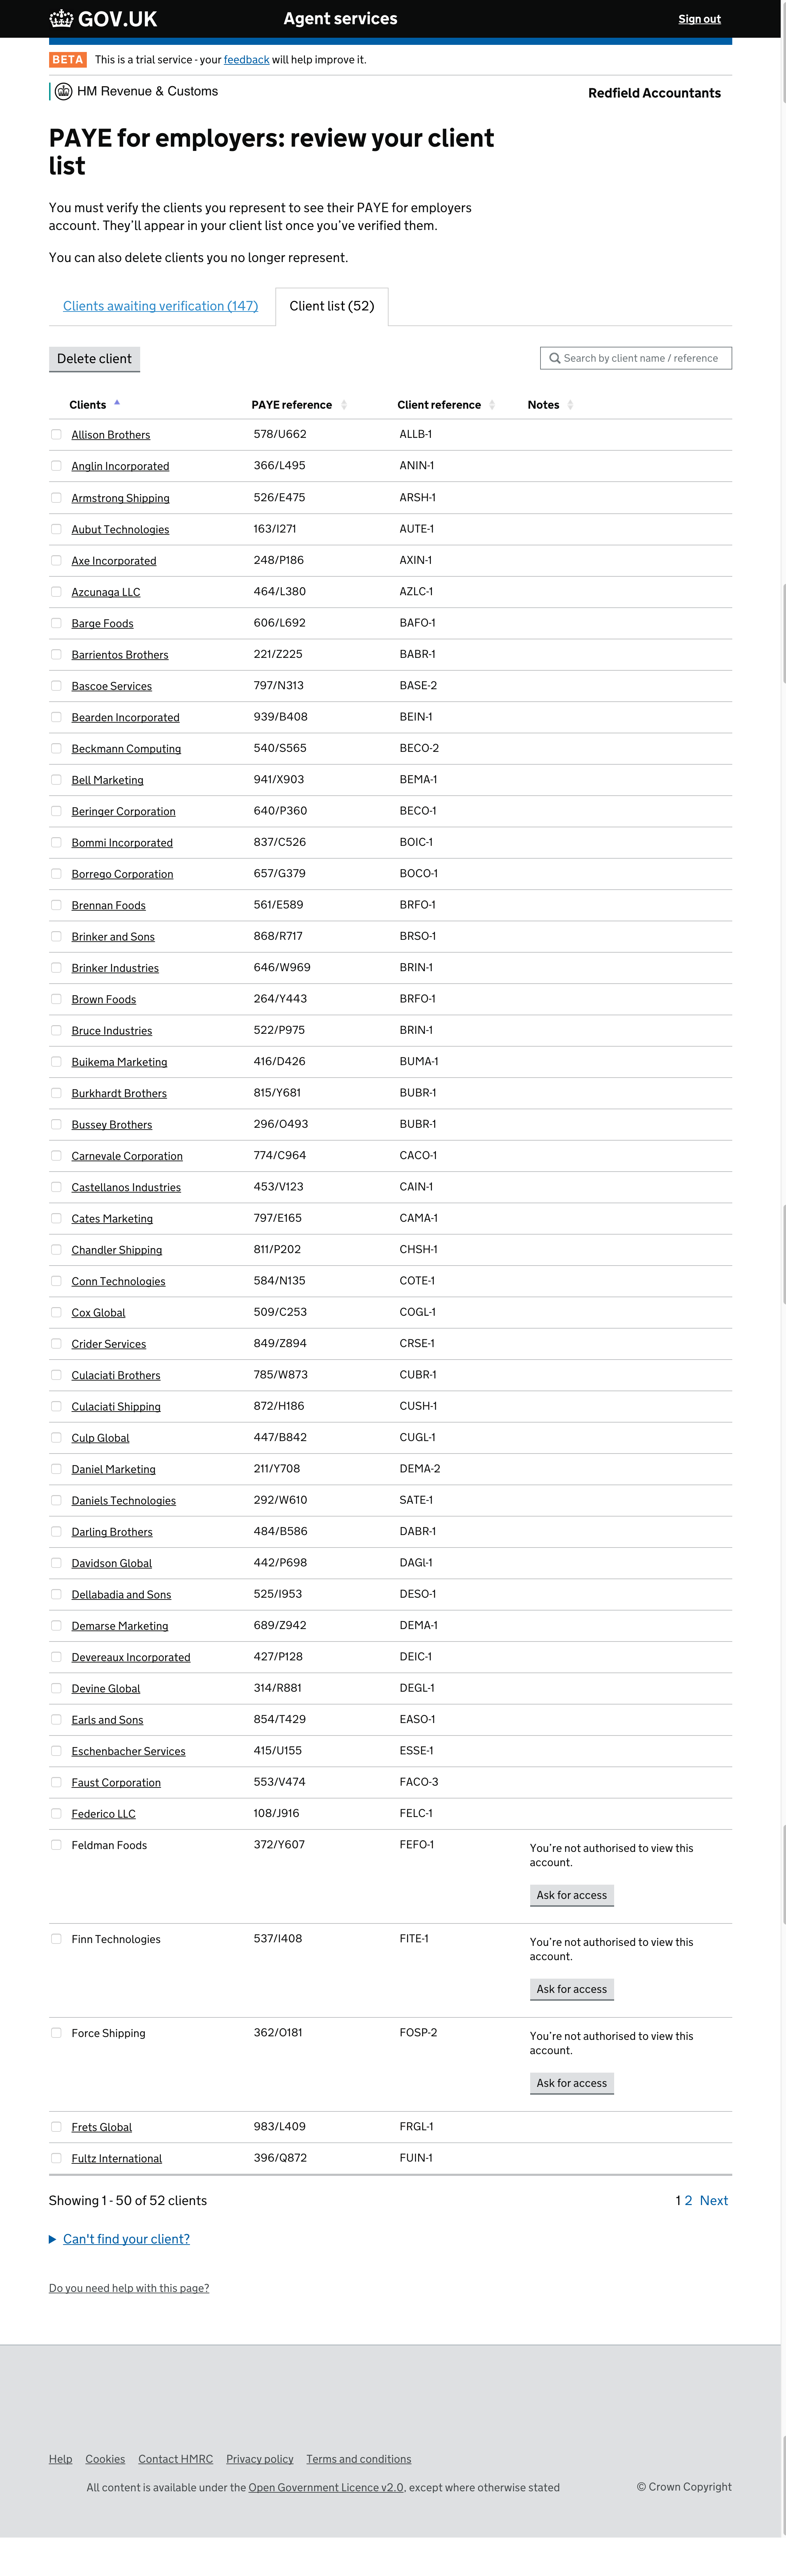 GOV.UK Agent services Sign out
BETA This is a trial service - your feedback will help improve it.
HM Revenue & Customs Redfield Accountants
PAYE for employers: review your client
list
You must verify the clients you represent to see their PAYE for employers
account. They’ll appear in your client list once you’ve verified them.
You can also delete clients you no longer represent.
Clients awaiting verification (147) Client list (52)
Delete client Search by client name / reference
Clients PAYE reference Client reference Notes
Allison Brothers 578/U662 ALLB-1
Anglin Incorporated 366/L495 ANIN-1
Armstrong Shipping 526/E475 ARSH-1
Aubut Technologies 163/I271 AUTE-1
Axe Incorporated 248/P186 AXIN-1
Azcunaga LLC 464/L380 AZLC-1
Barge Foods 606/L692 BAFO-1
Barrientos Brothers 221/Z225 BABR-1
Bascoe Services 797/N313 BASE-2
Bearden Incorporated 939/B408 BEIN-1
Beckmann Computing 540/S565 BECO-2
Bell Marketing 941/X903 BEMA-1
Beringer Corporation 640/P360 BECO-1
Bommi Incorporated 837/C526 BOIC-1
Borrego Corporation 657/G379 BOCO-1
Brennan Foods 561/E589 BRFO-1
Brinker and Sons 868/R717 BRSO-1
Brinker Industries 646/W969 BRIN-1
Brown Foods 264/Y443 BRFO-1
Bruce Industries 522/P975 BRIN-1
Buikema Marketing 416/D426 BUMA-1
Burkhardt Brothers 815/Y681 BUBR-1
Bussey Brothers 296/O493 BUBR-1
Carnevale Corporation 774/C964 CACO-1
Castellanos Industries 453/V123 CAIN-1
Cates Marketing 797/E165 CAMA-1
Chandler Shipping 811/P202 CHSH-1
Conn Technologies 584/N135 COTE-1
Cox Global 509/C253 COGL-1
Crider Services 849/Z894 CRSE-1
Culaciati Brothers 785/W873 CUBR-1
Culaciati Shipping 872/H186 CUSH-1
Culp Global 447/B842 CUGL-1
Daniel Marketing 211/Y708 DEMA-2
Daniels Technologies 292/W610 SATE-1
Darling Brothers 484/B586 DABR-1
Davidson Global 442/P698 DAGl-1
Dellabadia and Sons 525/I953 DESO-1
Demarse Marketing 689/Z942 DEMA-1
Devereaux Incorporated 427/P128 DEIC-1
Devine Global 314/R881 DEGL-1
Earls and Sons 854/T429 EASO-1
Eschenbacher Services 415/U155 ESSE-1
Faust Corporation 553/V474 FACO-3
Federico LLC 108/J916 FELC-1
Feldman Foods 372/Y607 FEFO-1 You’re not authorised to view this
account.
Ask for access
Finn Technologies 537/I408 FITE-1 You’re not authorised to view this
account.
Ask for access
Force Shipping 362/O181 FOSP-2 You’re not authorised to view this
account.
Ask for access
Frets Global 983/L409 FRGL-1
Fultz International 396/Q872 FUIN-1
Showing 1 - 50 of 52 clients 1 2 Next
Can't find your client?
Do you need help with this page?
Help Cookies Contact HMRC Privacy policy Terms and conditions
All content is available under the Open Government Licence v2.0, except where otherwise stated © Crown Copyright